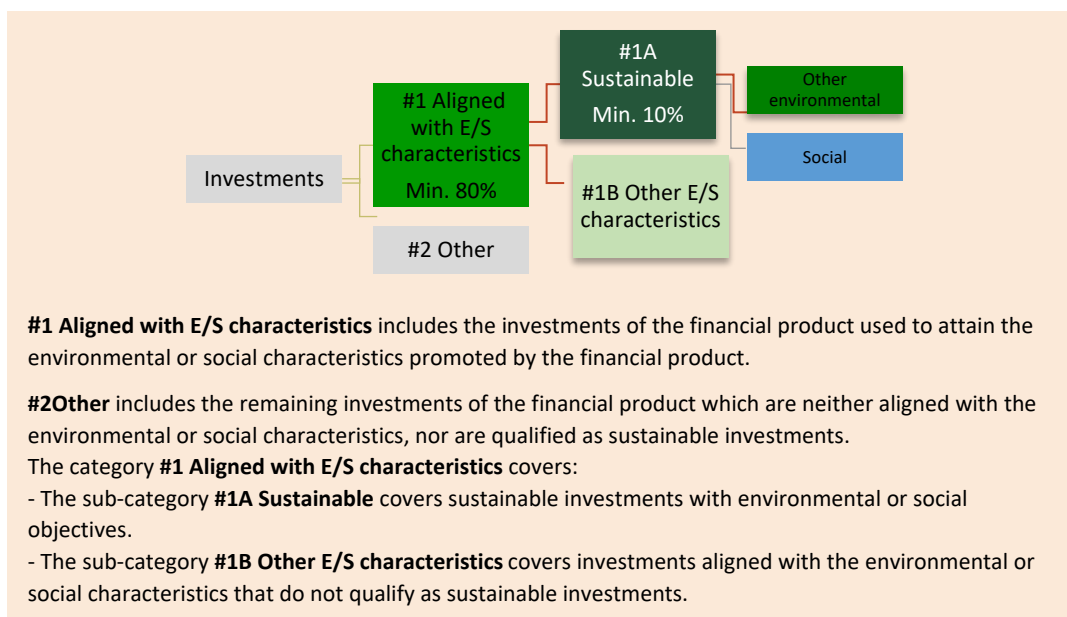 #1A
Sustainable
Min. 10%
Other
environmental
#1 Aligned
with E/S
characteristics
Min. 80%
Social
Investments
#1B Other E/S
characteristics
#2 Other
#1 Aligned with E/S characteristics includes the investments of the financial product used to attain the
environmental or social characteristics promoted by the financial product.
#2Other includes the remaining investments of the financial product which are neither aligned with the
environmental or social characteristics, nor are qualified as sustainable investments.
The category #1 Aligned with E/S characteristics covers:
- The sub-category #1A Sustainable covers sustainable investments with environmental or social
objectives.
- The sub-category #1B Other E/S characteristics covers investments aligned with the environmental or
social characteristics that do not qualify as sustainable investments.